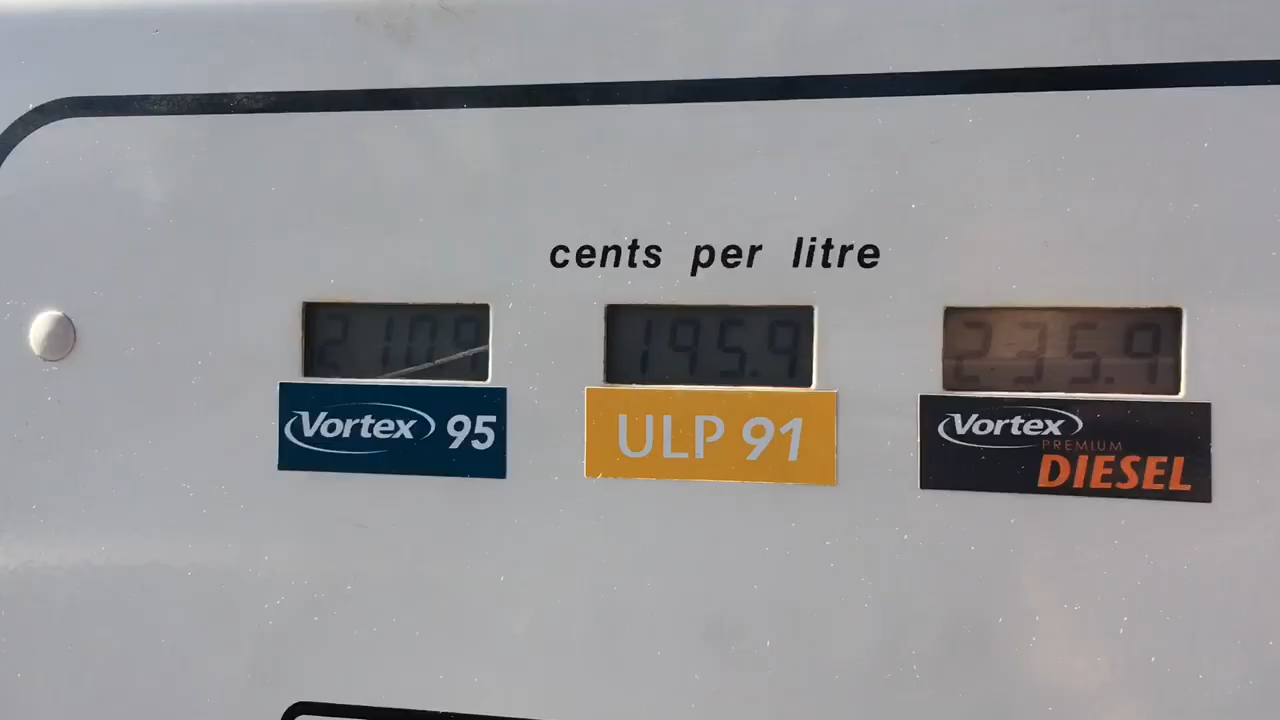 cents per litre
210.9
195.9
235.9
Vortex 95
ULP 91
Vortex
PREMIUM
DIESEL